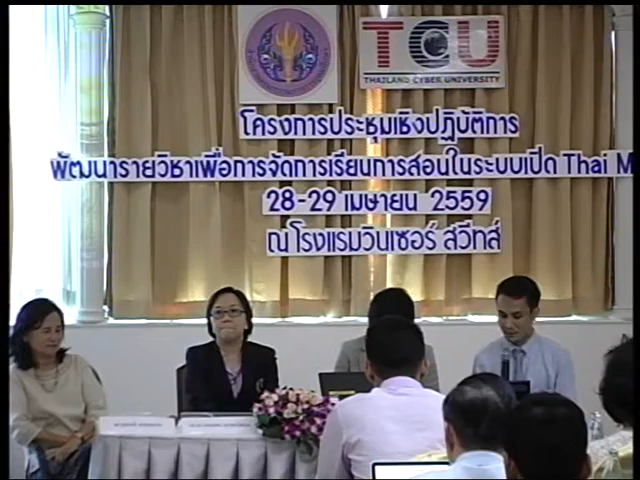 TCU
THAILAND CYBER UNIVERSITY
โครงการประชุมเชิงปฏิบัติการ
พัฒนารายวิชาเพื่อการจัดการเรียนการสอนในระบบเปิด Thai M
28-29 เมษายน 2559
ณ โรงแรมวินเซอร์ สวีทส์